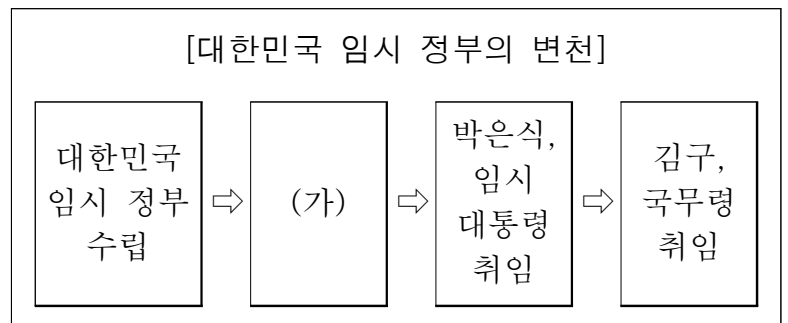 [대한민국 임시 정부의 변천]
대한민국
임시 정부
수립
⇨
(가)
⇨
박은식,
임시
대통령
취임
⇨
김구,
국무령
취임